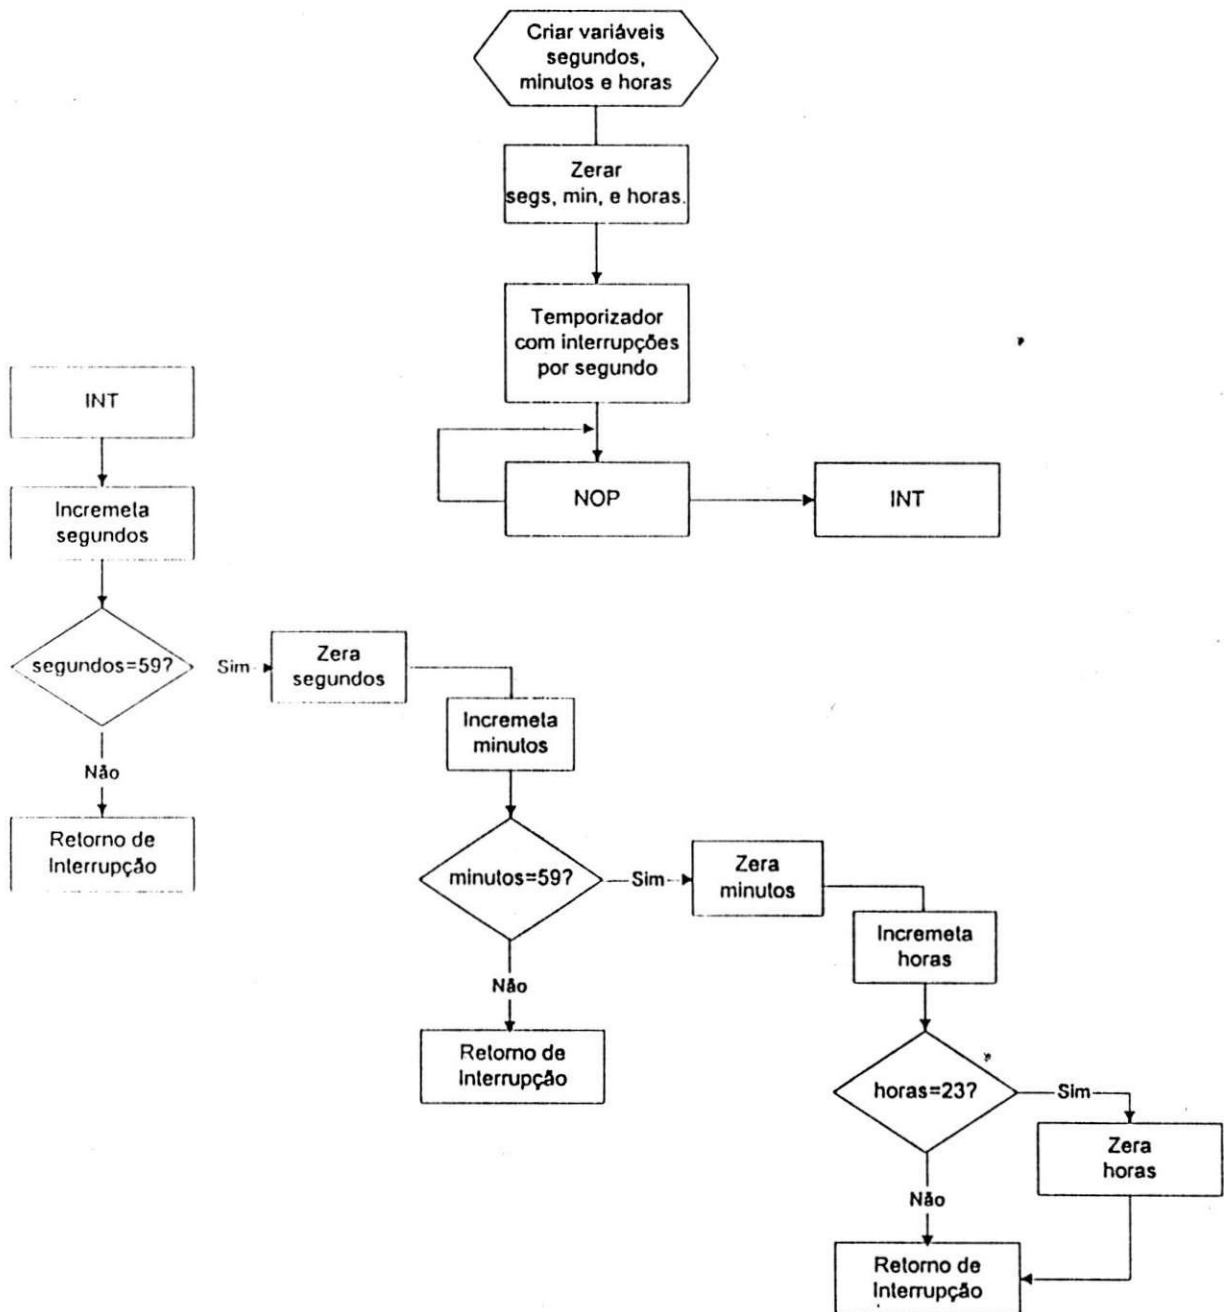 Criar variáveis
segundos,
minutos e horas
Zerar
segs, min, e horas.
Temporizador
com interrupções
por segundo
NOP
INT
INT
Incremeta
segundos
segundos=59?
Sim
Zera
segundos
Não
Retorno de
Interrupção
Incremeta
minutos
minutos=59?
Sim
Zera
minutos
Não
Retorno de
Interrupção
Incremeta
horas
horas=23?
Sim
Zera
horas
Não
Retorno de
Interrupção